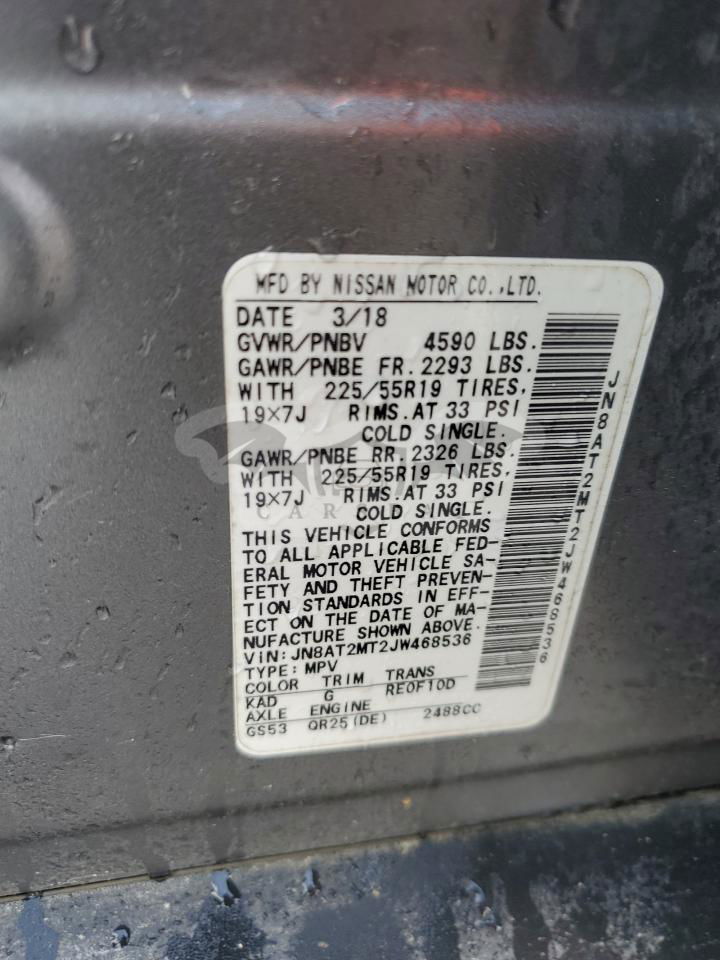 MFD BY NISSAN MOTOR CO.,LTD.
DATE 3/18
GVWR/PNBV 4590 LBS.
GAWR/PNBE FR. 2293 LBS.
WITH 225/55R19 TIRES,
19×7J RIMS.AT 33 PSI
COLD SINGLE.
GAWR/PNBE RR. 2326 LBS.
WITH 225/55R19 TIRES,
19×7J RIMS.AT 33 PSI
COLD SINGLE.
THIS VEHICLE CONFORMS
TO ALL APPLICABLE FED-
ERAL MOTOR VEHICLE SA-
FETY AND THEFT PREVEN-
TION STANDARDS IN EFF-
ECT ON THE DATE OF MA-
NUFACTURE SHOWN ABOVE.
VIN:JN8AT2MT2JW468536
TYPE:MPV
COLOR TRIM TRANS
KAD G RE0F10D
AXLE ENGINE
GS53 QR25(DE) 2488CC
JN8AT2MT2JW468536